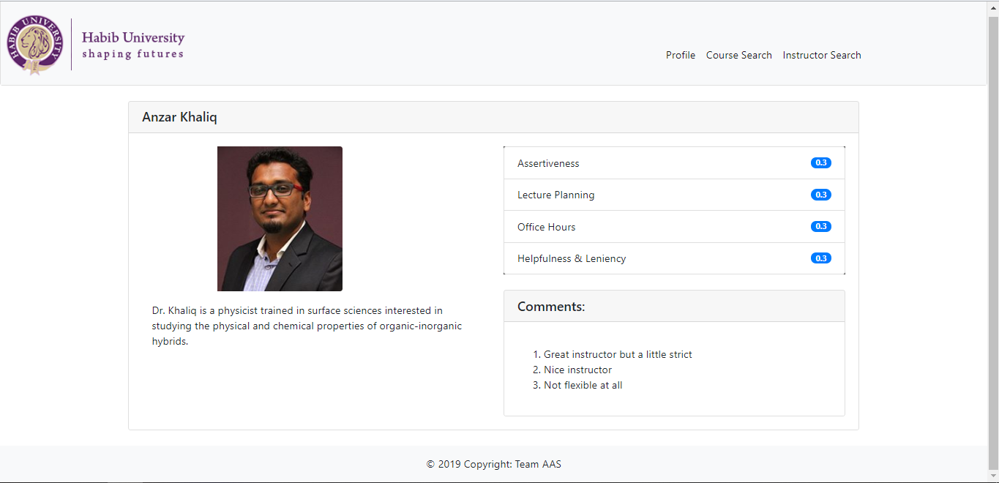 HABIB UNIVERSITY
Habib University
shaping futures
Profile Course Search Instructor Search
Anzar Khaliq
Dr. Khaliq is a physicist trained in surface sciences interested in
studying the physical and chemical properties of organic-inorganic
hybrids.
Assertiveness 0.3
Lecture Planning 0.3
Office Hours 0.3
Helpfulness & Leniency 0.3
Comments:
1. Great instructor but a little strict
2. Nice instructor
3. Not flexible at all
© 2019 Copyright: Team AAS